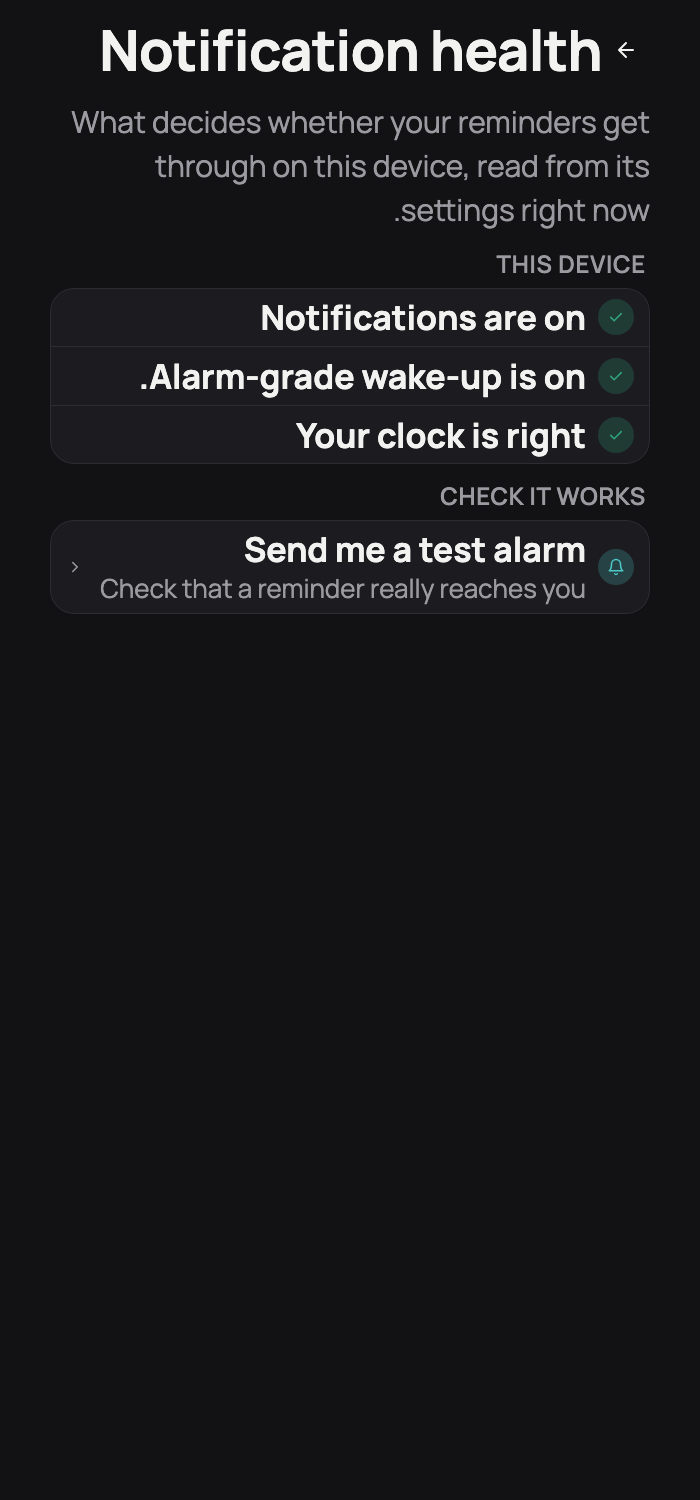 Notification health
What decides whether your reminders get
through on this device, read from its
.settings right now
THIS DEVICE
Notifications are on
.Alarm-grade wake-up is on
Your clock is right
CHECK IT WORKS
Send me a test alarm
Check that a reminder really reaches you